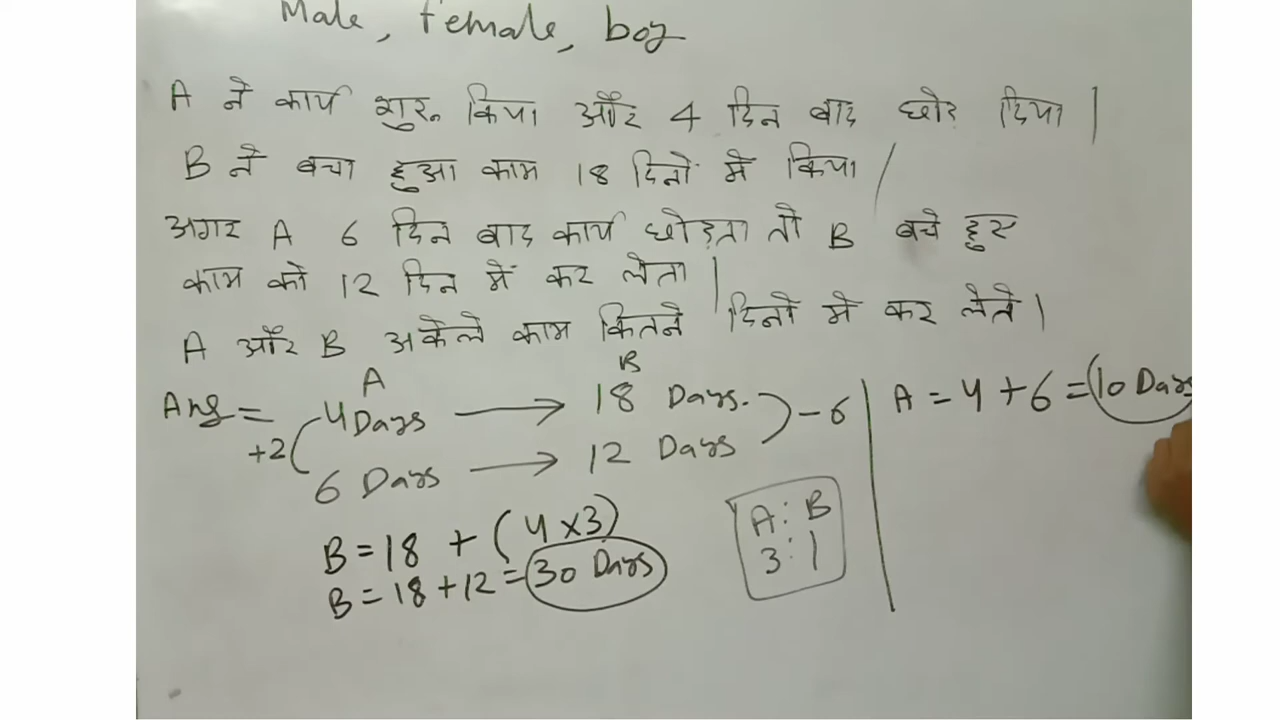 Male, female, boy
A ने कार्य शुरू किया और 4 दिन बाद छोड़ दिया |
B ने बचा हुआ काम 18 दिनों में किया /
अगर A 6 दिन बाद कार्य छोड़ता तो B बचे हुए
काम को 12 दिन में कर लेता |
A और B अकेले काम कितने दिनों में कर लेते |
A B
Ans = 4 Days → 18 Days. -6
+2
6 Days → 12 Days
B = 18 + (4 x 3)
B = 18 + 12 = 30 Days
A : B
3 : 1
A = 4 + 6 = 10 Days